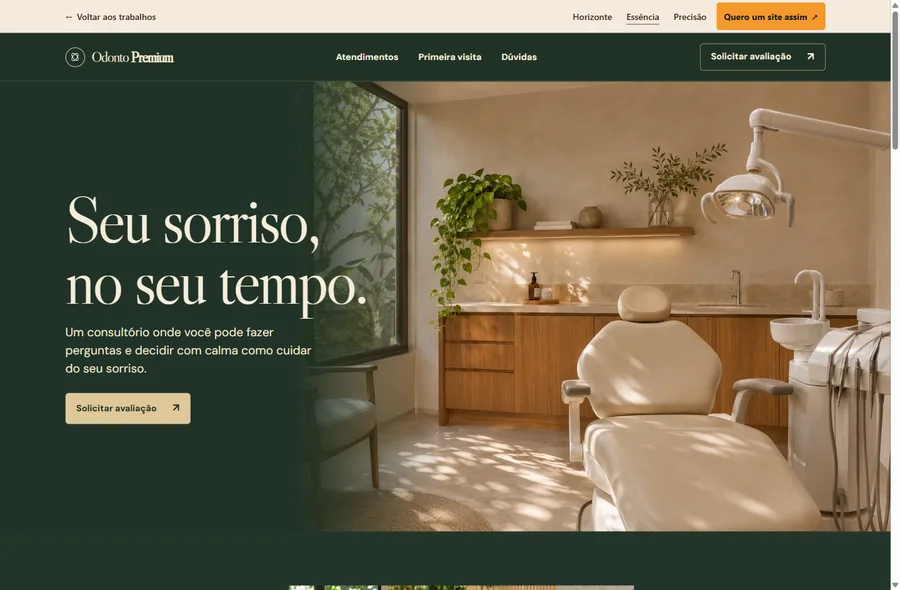 ← Voltar aos trabalhos
Horizonte Essência Precisão Quero um site assim ↗
Odonto Premium
Atendimentos Primeira visita Dúvidas
Solicitar avaliação
Seu sorriso,
no seu tempo.
Um consultório onde você pode fazer
perguntas e decidir com calma como cuidar
do seu sorriso.
Solicitar avaliação